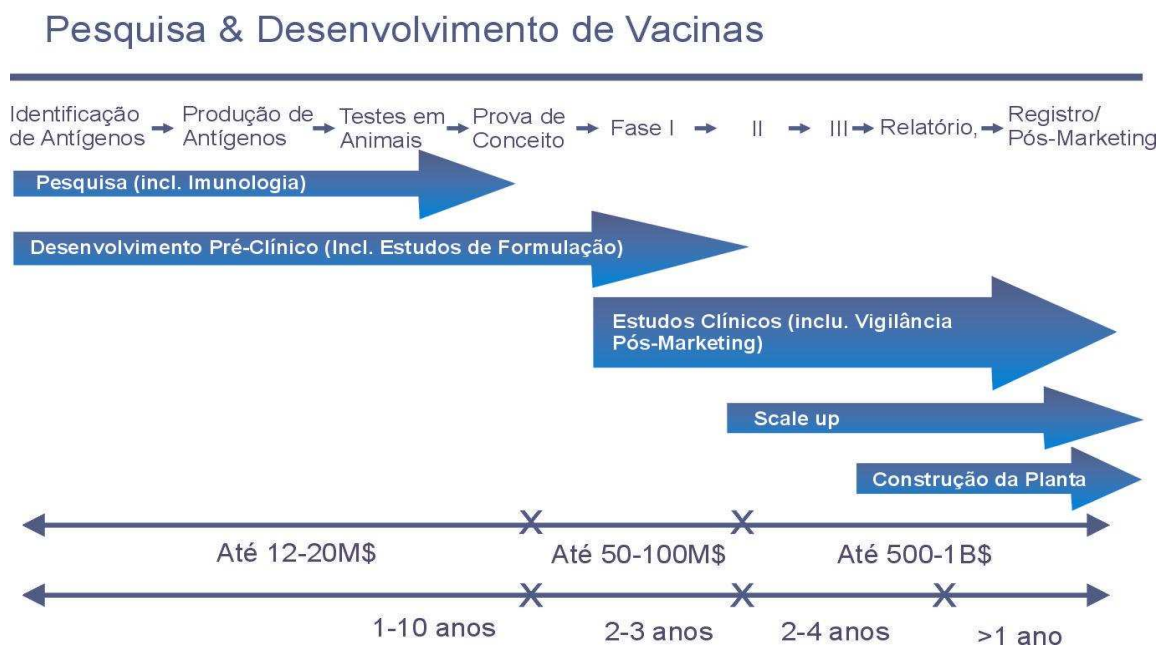 Pesquisa & Desenvolvimento de Vacinas
Identificação de Antígenos
Produção de Antígenos
Testes em Animais
Prova de Conceito
Fase I
II
III
Relatório,
Registro/
Pós-Marketing
Pesquisa (incl. Imunologia)
Desenvolvimento Pré-Clínico (Incl. Estudos de Formulação)
Estudos Clínicos (inclu. Vigilância
Pós-Marketing)
Scale up
Construção da Planta
Até 12-20M$
Até 50-100M$
Até 500-1B$
1-10 anos
2-3 anos
2-4 anos
>1 ano